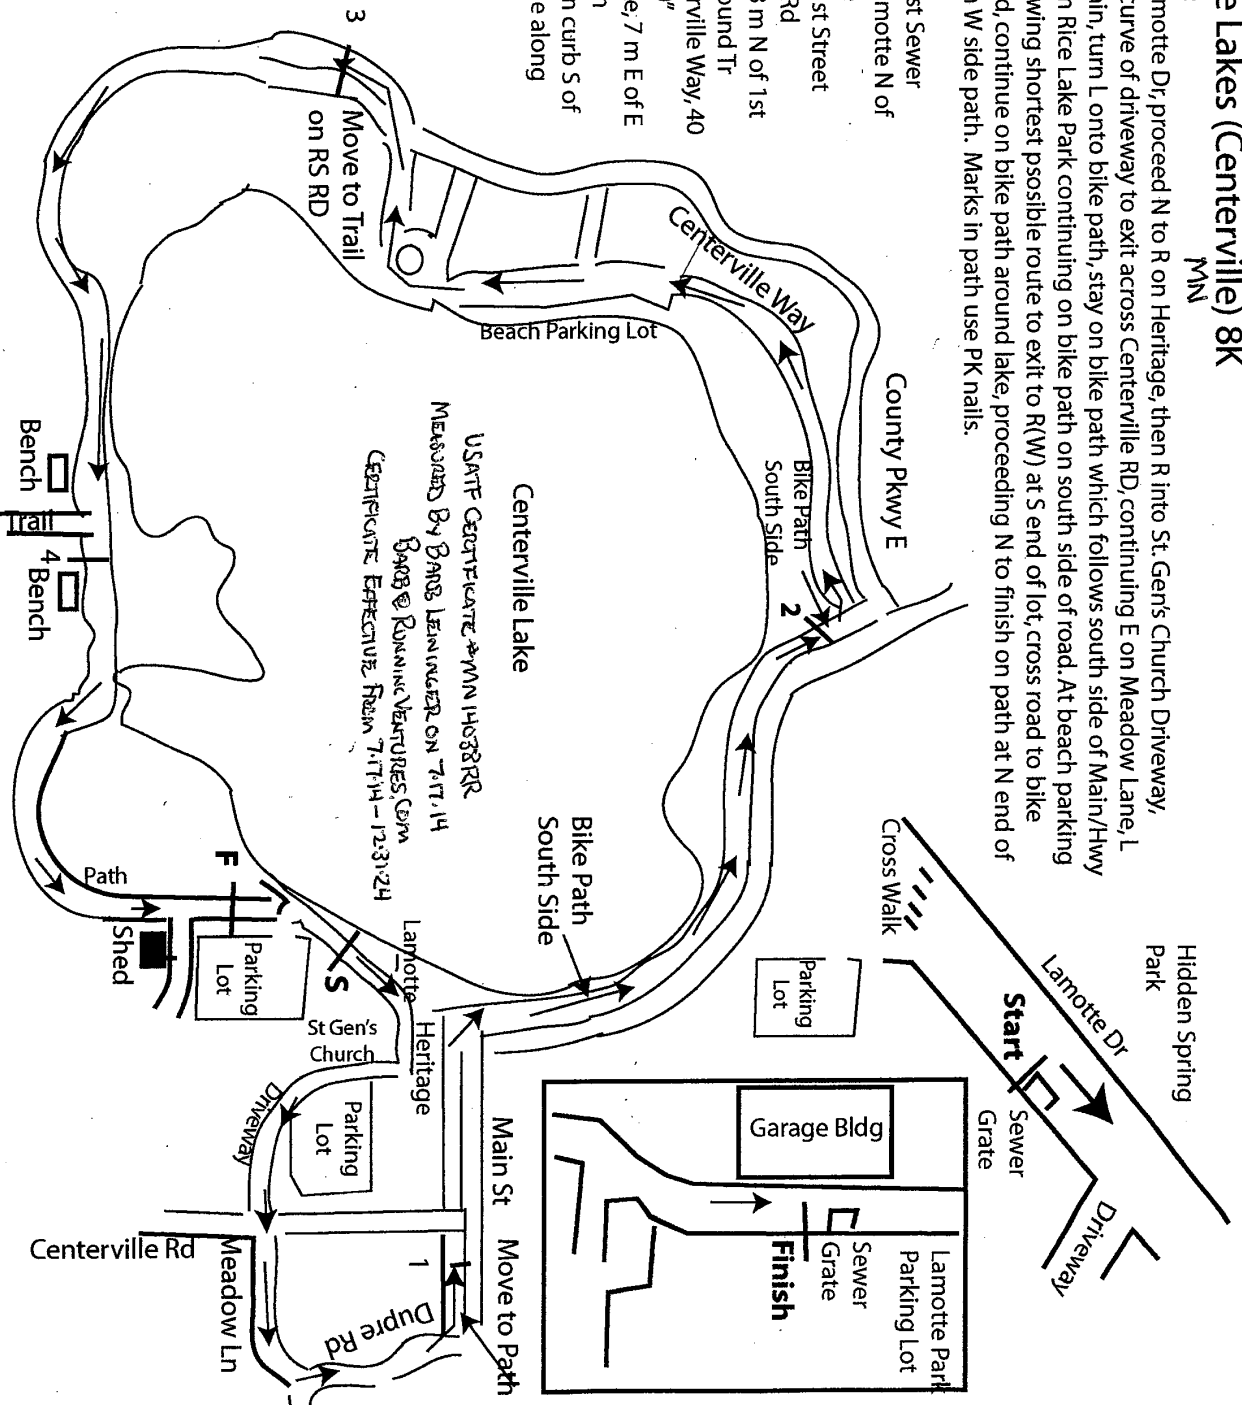 e Lakes (Centerville) 8K
MN
motte Dr, proceed N to R on Heritage, then R into St. Gen's Church Driveway,
curve of driveway to exit across Centerville RD, continuing E on Meadow Lane, L
ain, turn L onto bike path, stay on bike path which follows south side of Main/Hwy
n Rice Lake Park continuing on bike path on south side of road. At beach parking
wing shortest psosible route to exit to R(W) at S end of lot, cross road to bike
d, continue on bike path around lake, proceeding N to finish on path at N end of
n W side path. Marks in path use PK nails.
st Sewer
motte N of
st Street
Rd
3 m N of 1st
ound Tr
rville Way, 40
e, 7 m E of E
n curb S of
e along
3
Move to Trail
on RS RD
Centerville Way
Beach Parking Lot
County Pkwy E
Bike Path
South Side
2
Centerville Lake
USATF CERTIFICATE #MN14038RR
MEASURED BY BARB LEININGER ON 7.17.14
BARB@RUNNINGVENTURES.COM
CERTIFICATE EFFECTIVE FROM 7.17.14 - 12.31.24
Bench
Trail
4
Bench
Bike Path
South Side
Cross Walk
Hidden Spring
Park
Lamotte Dr
Start
Sewer
Grate
Driveway
Parking
Lot
Path
F
Shed
Parking
Lot
S
Lamotte
Heritage
St Gen's
Church
Driveway
Parking
Lot
Main St
Move to Path
1
Centerville Rd
Meadow Ln
Dupre Rd
Garage Bldg
Sewer
Grate
Finish
Lamotte Park
Parking Lot